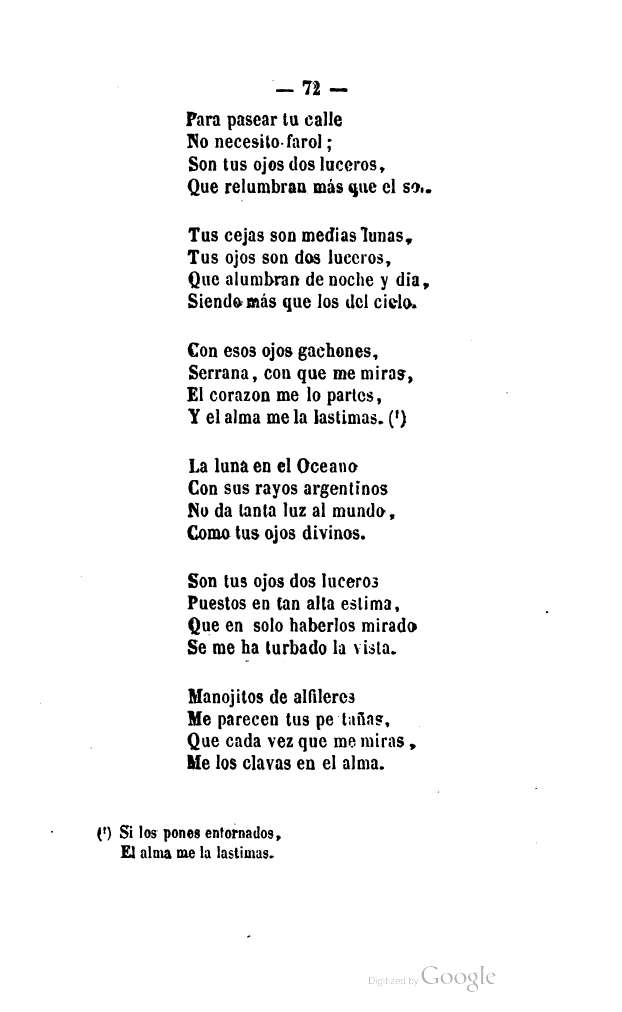 — 72 —
Para pasear tu calle
No necesito farol ;
Son tus ojos dos luceros,
Que relumbran más que el sol.

Tus cejas son medias lunas,
Tus ojos son dos luceros,
Que alumbran de noche y dia,
Siendo más que los del cielo.

Con esos ojos gachones,
Serrana, con que me miras,
El corazon me lo partes,
Y el alma me la lastimas. (¹)

La luna en el Oceano
Con sus rayos argentinos
No da tanta luz al mundo,
Como tus ojos divinos.

Son tus ojos dos luceros
Puestos en tan alta estima,
Que en solo haberlos mirado
Se me ha turbado la vista.

Manojitos de alfileres
Me parecen tus pestañas,
Que cada vez que me miras,
Me los clavas en el alma.

(¹) Si los pones entornados,
El alma me la lastimas.
Digitized by Google